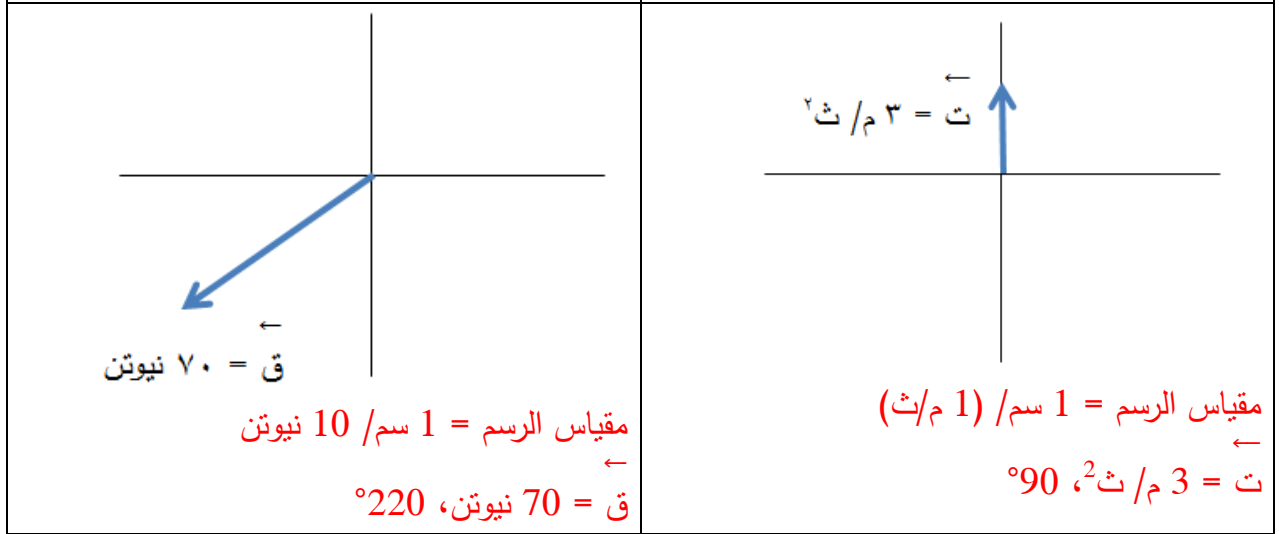 ت = ٣ م/ ث٢
مقياس الرسم = 1 سم/ (1 م/ث)
ت = 3 م/ ث2، 90°
ق = ٧٠ نيوتن
مقياس الرسم = 1 سم/ 10 نيوتن
ق = 70 نيوتن، 220°